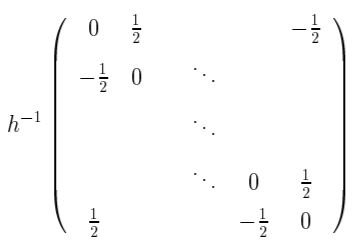 0 1/2 −1/2
−1/2 0 ⋱
h⁻¹ ⋱
⋱ 0 1/2
1/2 −1/2 0